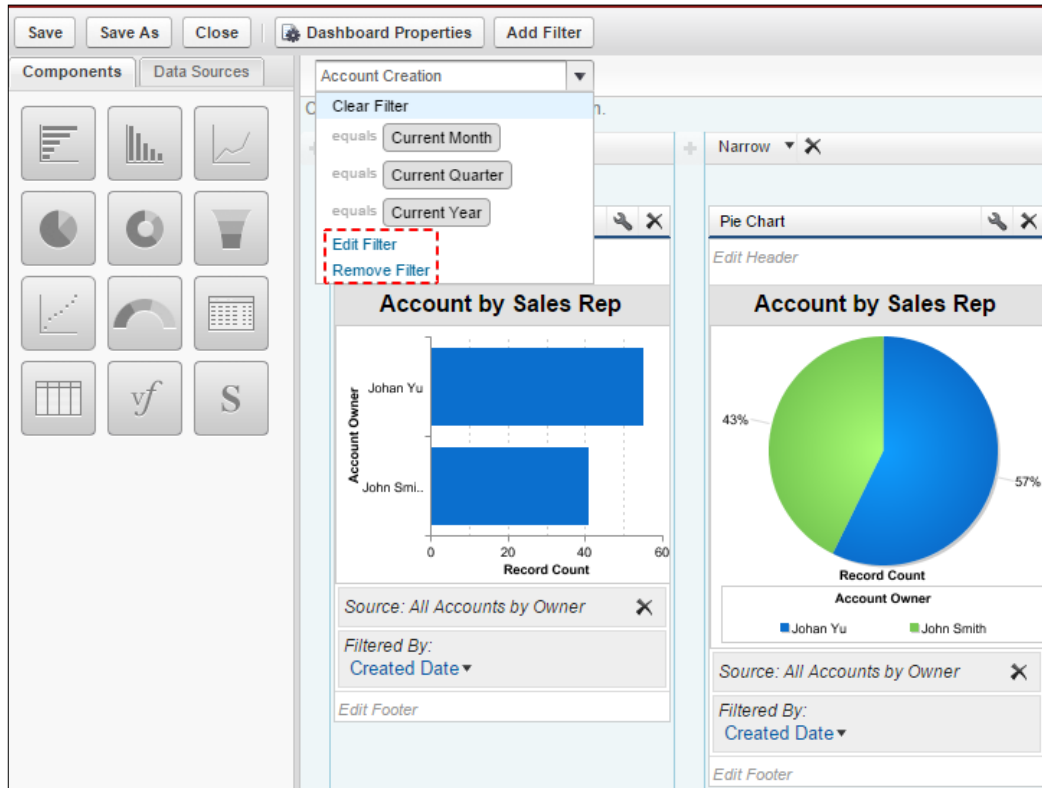 Save Save As Close Dashboard Properties Add Filter
Components Data Sources
Account Creation
Clear Filter
equals Current Month
equals Current Quarter
equals Current Year
Edit Filter
Remove Filter
Account by Sales Rep
Account Owner
Johan Yu
John Smi..
0 20 40 60
Record Count
Source: All Accounts by Owner
Filtered By:
Created Date
Edit Footer
Narrow
Pie Chart
Edit Header
Account by Sales Rep
43%
57%
Record Count
Account Owner
Johan Yu John Smith
Source: All Accounts by Owner
Filtered By:
Created Date
Edit Footer
vf
S